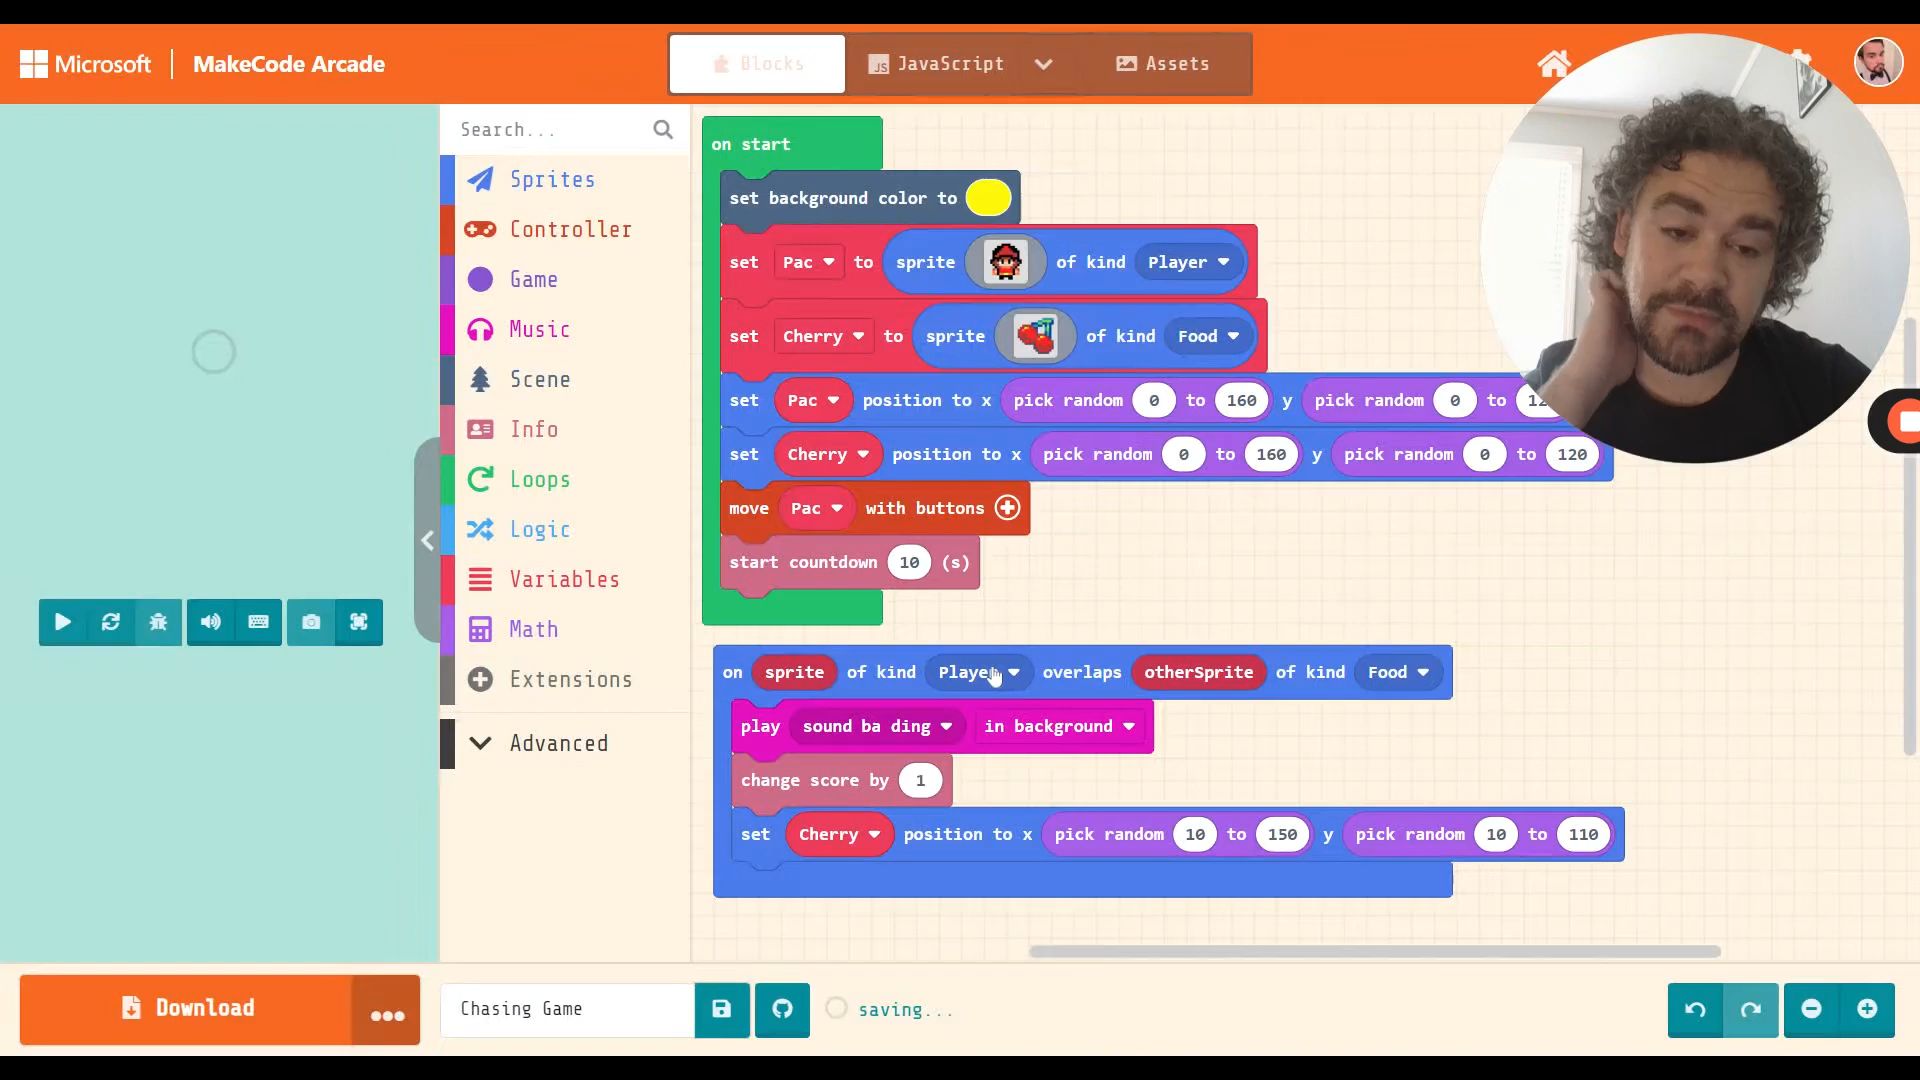 Microsoft | MakeCode Arcade
Blocks
JavaScript
Assets
Search...
Sprites
Controller
Game
Music
Scene
Info
Loops
Logic
Variables
Math
Extensions
Advanced
on start
set background color to
set Pac to sprite of kind Player
set Cherry to sprite of kind Food
set Pac position to x pick random 0 to 160 y pick random 0 to
set Cherry position to x pick random 0 to 160 y pick random 0 to 120
move Pac with buttons
start countdown 10 (s)
on sprite of kind Player overlaps otherSprite of kind Food
play sound ba ding in background
change score by 1
set Cherry position to x pick random 10 to 150 y pick random 10 to 110
Download
Chasing Game
saving...